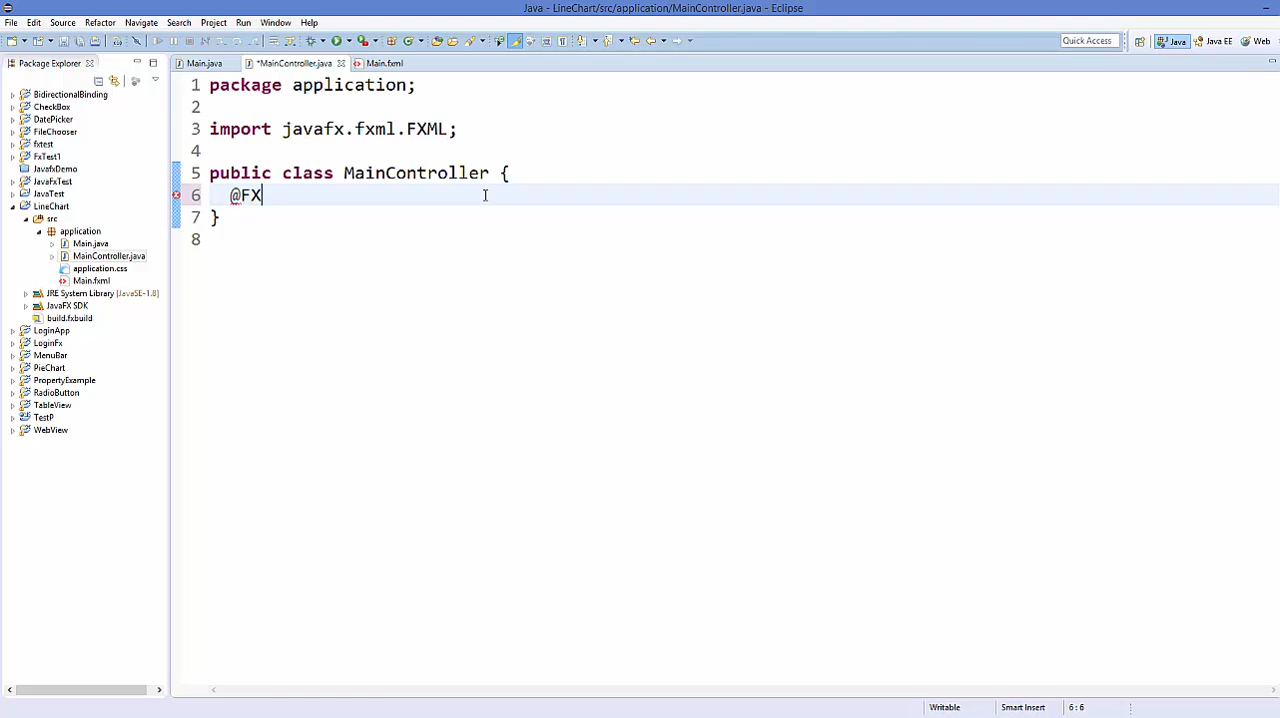 Java - LineChart/src/application/MainController.java - Eclipse
File Edit Source Refactor Navigate Search Project Run Window Help
Quick Access Java Java EE Web
Package Explorer
BidirectionalBinding
CheckBox
DatePicker
FileChooser
fxtest
FxTest1
JavafxDemo
JavaFxTest
JavaTest
LineChart
src
application
Main.java
MainController.java
application.css
Main.fxml
JRE System Library [JavaSE-1.8]
JavaFX SDK
build.fxbuild
LoginApp
LoginFx
MenuBar
PieChart
PropertyExample
RadioButton
TableView
TestP
WebView
Main.java *MainController.java Main.fxml
1 package application;
2
3 import javafx.fxml.FXML;
4
5 public class MainController {
6 @FX
7 }
8
Writable Smart Insert 6 : 6